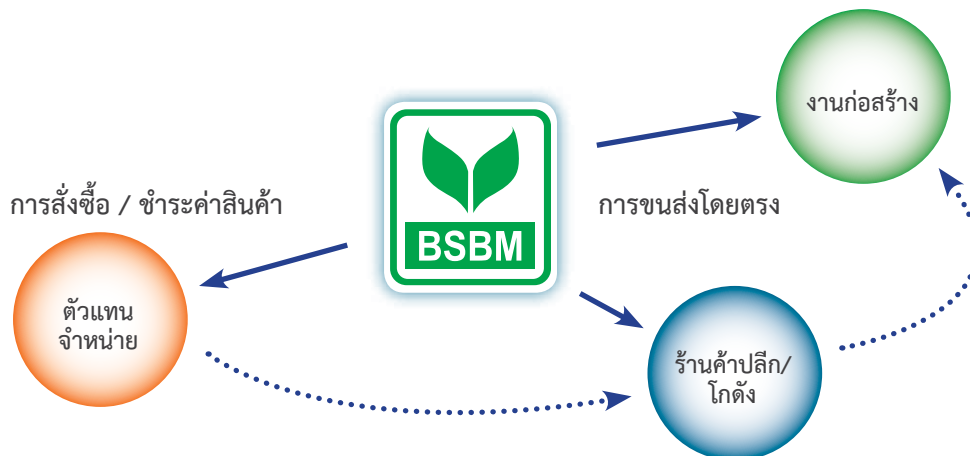 งานก่อสร้าง
การสั่งซื้อ / ชำระค่าสินค้า
การขนส่งโดยตรง
BSBM
ตัวแทน
จำหน่าย
ร้านค้าปลีก/
โกดัง